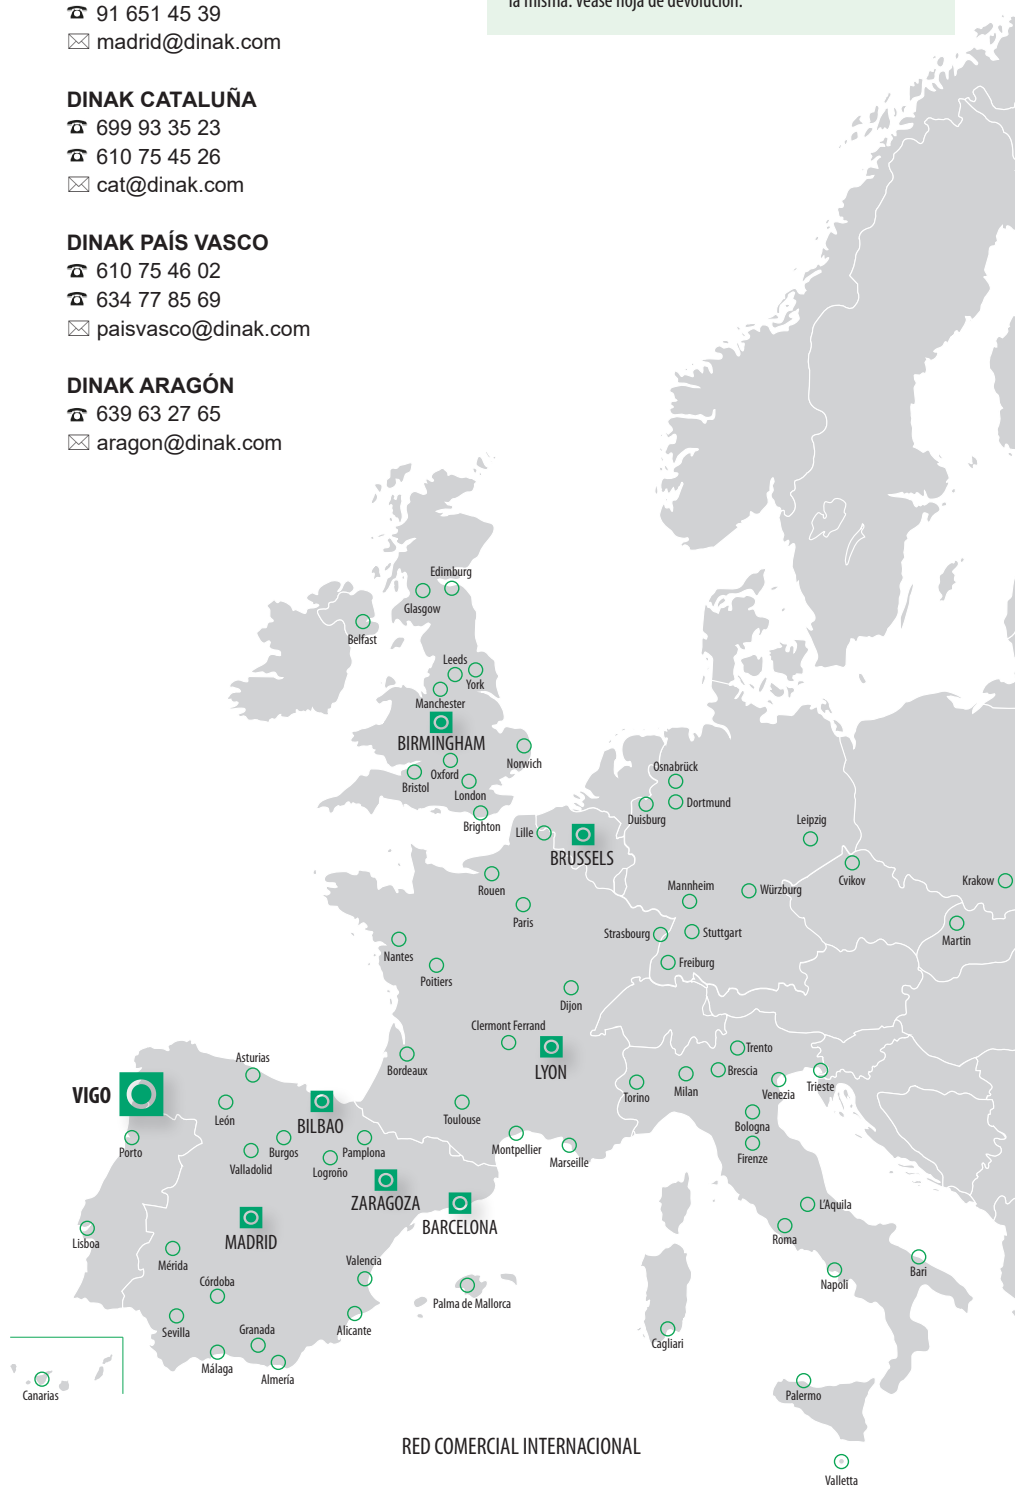 la misma. Véase hoja de devolución.
91 651 45 39
madrid@dinak.com
DINAK CATALUÑA
699 93 35 23
610 75 45 26
cat@dinak.com
DINAK PAÍS VASCO
610 75 46 02
634 77 85 69
paisvasco@dinak.com
DINAK ARAGÓN
639 63 27 65
aragon@dinak.com
Edimburg
Glasgow
Belfast
Leeds
York
Manchester
BIRMINGHAM
Norwich
Oxford
Bristol
London
Brighton
Osnabrück
Dortmund
Duisburg
Leipzig
Lille
BRUSSELS
Rouen
Mannheim
Würzburg
Cvikov
Krakow
Paris
Strasbourg
Stuttgart
Martin
Nantes
Freiburg
Poitiers
Dijon
Clermont Ferrand
Trento
Asturias
Bordeaux
LYON
Brescia
VIGO
Torino
Milan
Venezia
Trieste
León
BILBAO
Toulouse
Bologna
Porto
Valladolid
Burgos
Logroño
Pamplona
Montpellier
Marseille
Firenze
ZARAGOZA
L'Aquila
BARCELONA
Lisboa
MADRID
Roma
Mérida
Valencia
Bari
Córdoba
Napoli
Palma de Mallorca
Sevilla
Granada
Alicante
Cagliari
Málaga
Almería
Canarias
Palermo
RED COMERCIAL INTERNACIONAL
Valletta